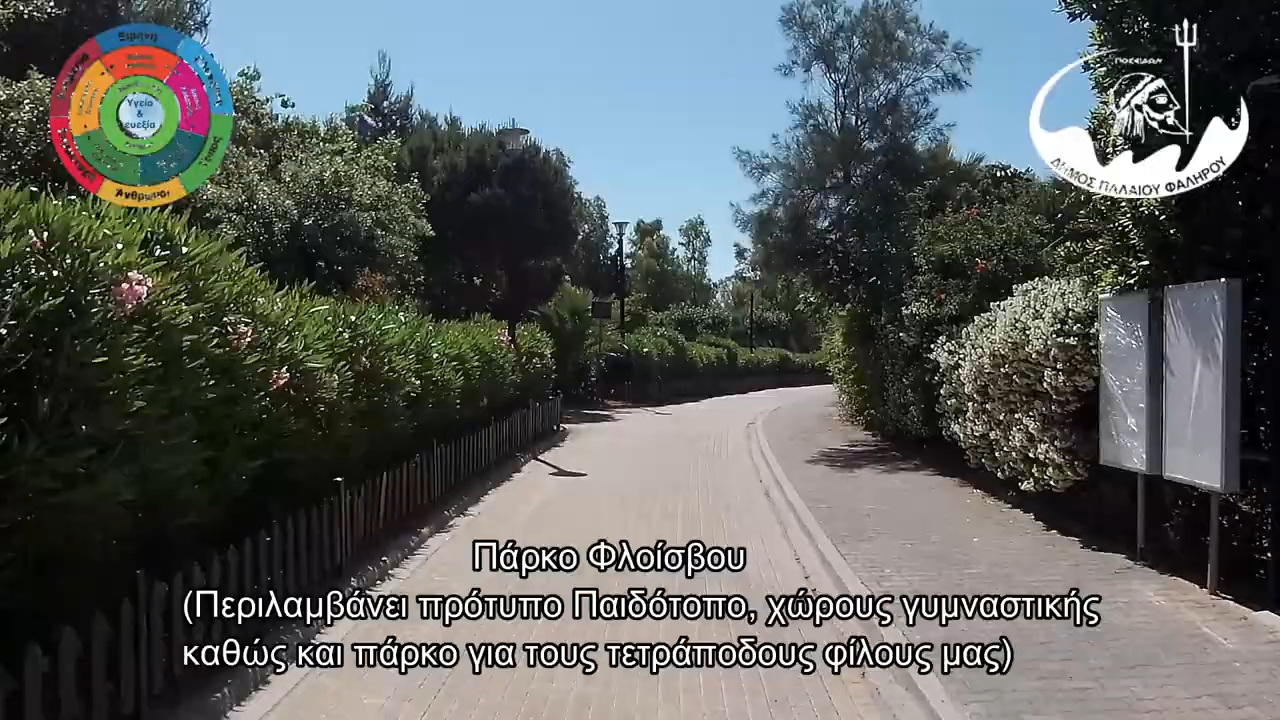 Ειρήνη
Υγεία
&
ευεξία
Άνθρωποι
ΠΟΣΕΙΔΩΝ
ΔΗΜΟΣ ΠΑΛΑΙΟΥ ΦΑΛΗΡΟΥ
Πάρκο Φλοίσβου
(Περιλαμβάνει πρότυπο Παιδότοπο, χώρους γυμναστικής
καθώς και πάρκο για τους τετράποδους φίλους μας)